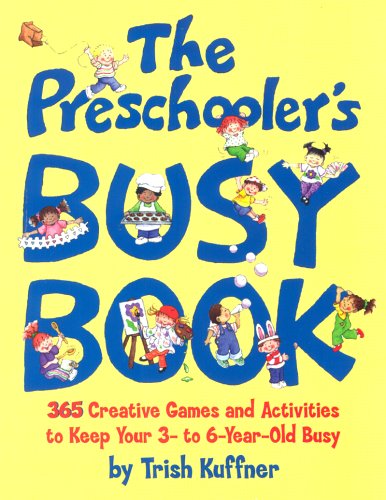 The
Preschooler's
BUSY
BOOK
365 Creative Games and Activities
to Keep Your 3- to 6-Year-Old Busy
by Trish Kuffner